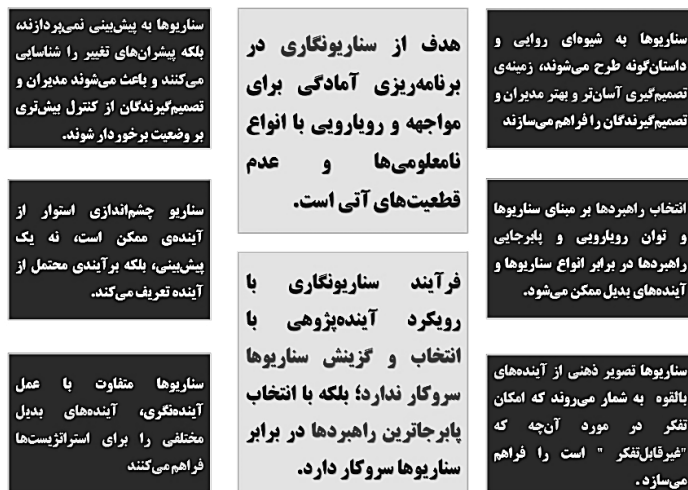 سناریوها به شیوه‌ای روایی و
داستان‌گونه طرح می‌شوند، زمینه‌ی
تصمیم‌گیری آسان‌تر و بهتر مدیران و
تصمیم‌گیرندگان را فراهم می‌سازند
انتخاب راهبردها بر مبنای سناریوها
و توان رویارویی و پابرجایی
راهبردها در برابر انواع سناریوها و
آینده‌های بدیل ممکن می‌شود.
سناریوها تصویر ذهنی از آینده‌های
بالقوه به شمار می‌روند که امکان
تفکر در مورد آن‌چه که
"غیرقابل‌تفکر " است را فراهم
می‌سازد .
هدف از سناریونگاری در
برنامه‌ریزی آمادگی برای
مواجهه و رویارویی با انواع
نامعلومی‌ها و عدم
قطعیت‌های آتی است.
فرآیند سناریونگاری با
رویکرد آینده‌پژوهی با
انتخاب و گزینش سناریوها
سروکار ندارد؛ بلکه با انتخاب
پابرجاترین راهبردها در برابر
سناریوها سروکار دارد.
سناریوها به پیش‌بینی نمی‌پردازند،
بلکه پیشران‌های تغییر را شناسایی
می‌کنند و باعث می‌شوند مدیران و
تصمیم‌گیرندگان از کنترل بیش‌تری
بر وضعیت برخوردار شوند.
سناریو چشم‌اندازی استوار از
آینده‌ی ممکن است، نه یک
پیش‌بینی، بلکه برآیندی محتمل از
آینده تعریف می‌کند.
سناریوها متفاوت با عمل
آینده‌نگری، آینده‌های بدیل
مختلفی را برای استراتژیست‌ها
فراهم می‌کنند